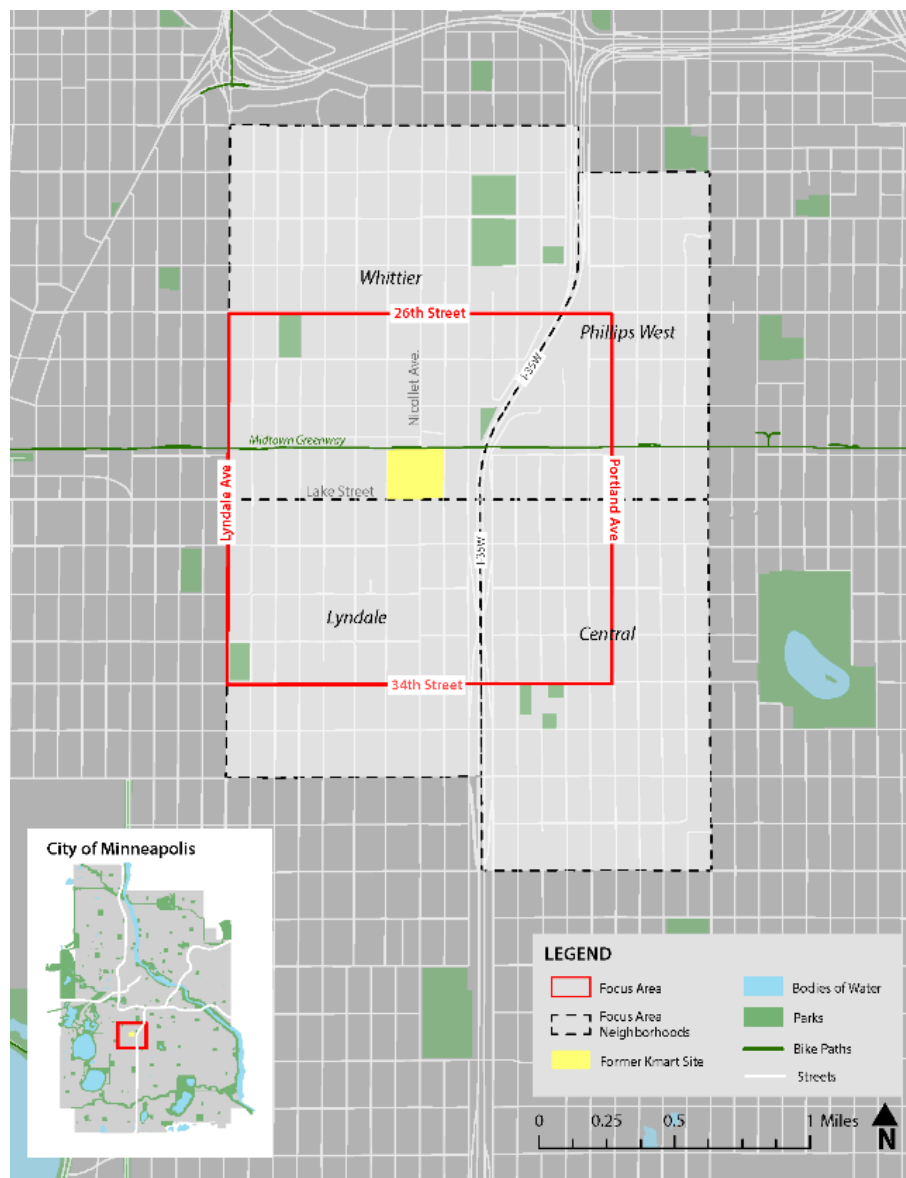 Whittier
26th Street
Phillips West
I-35W
Nicollet Ave.
Midtown Greenway
Lyndale Ave
Lake Street
Portland Ave
I-35W
Lyndale
Central
34th Street
City of Minneapolis
LEGEND
Focus Area
Focus Area
Neighborhoods
Former Kmart Site
Bodies of Water
Parks
Bike Paths
Streets
0 0.25 0.5 1 Miles
N